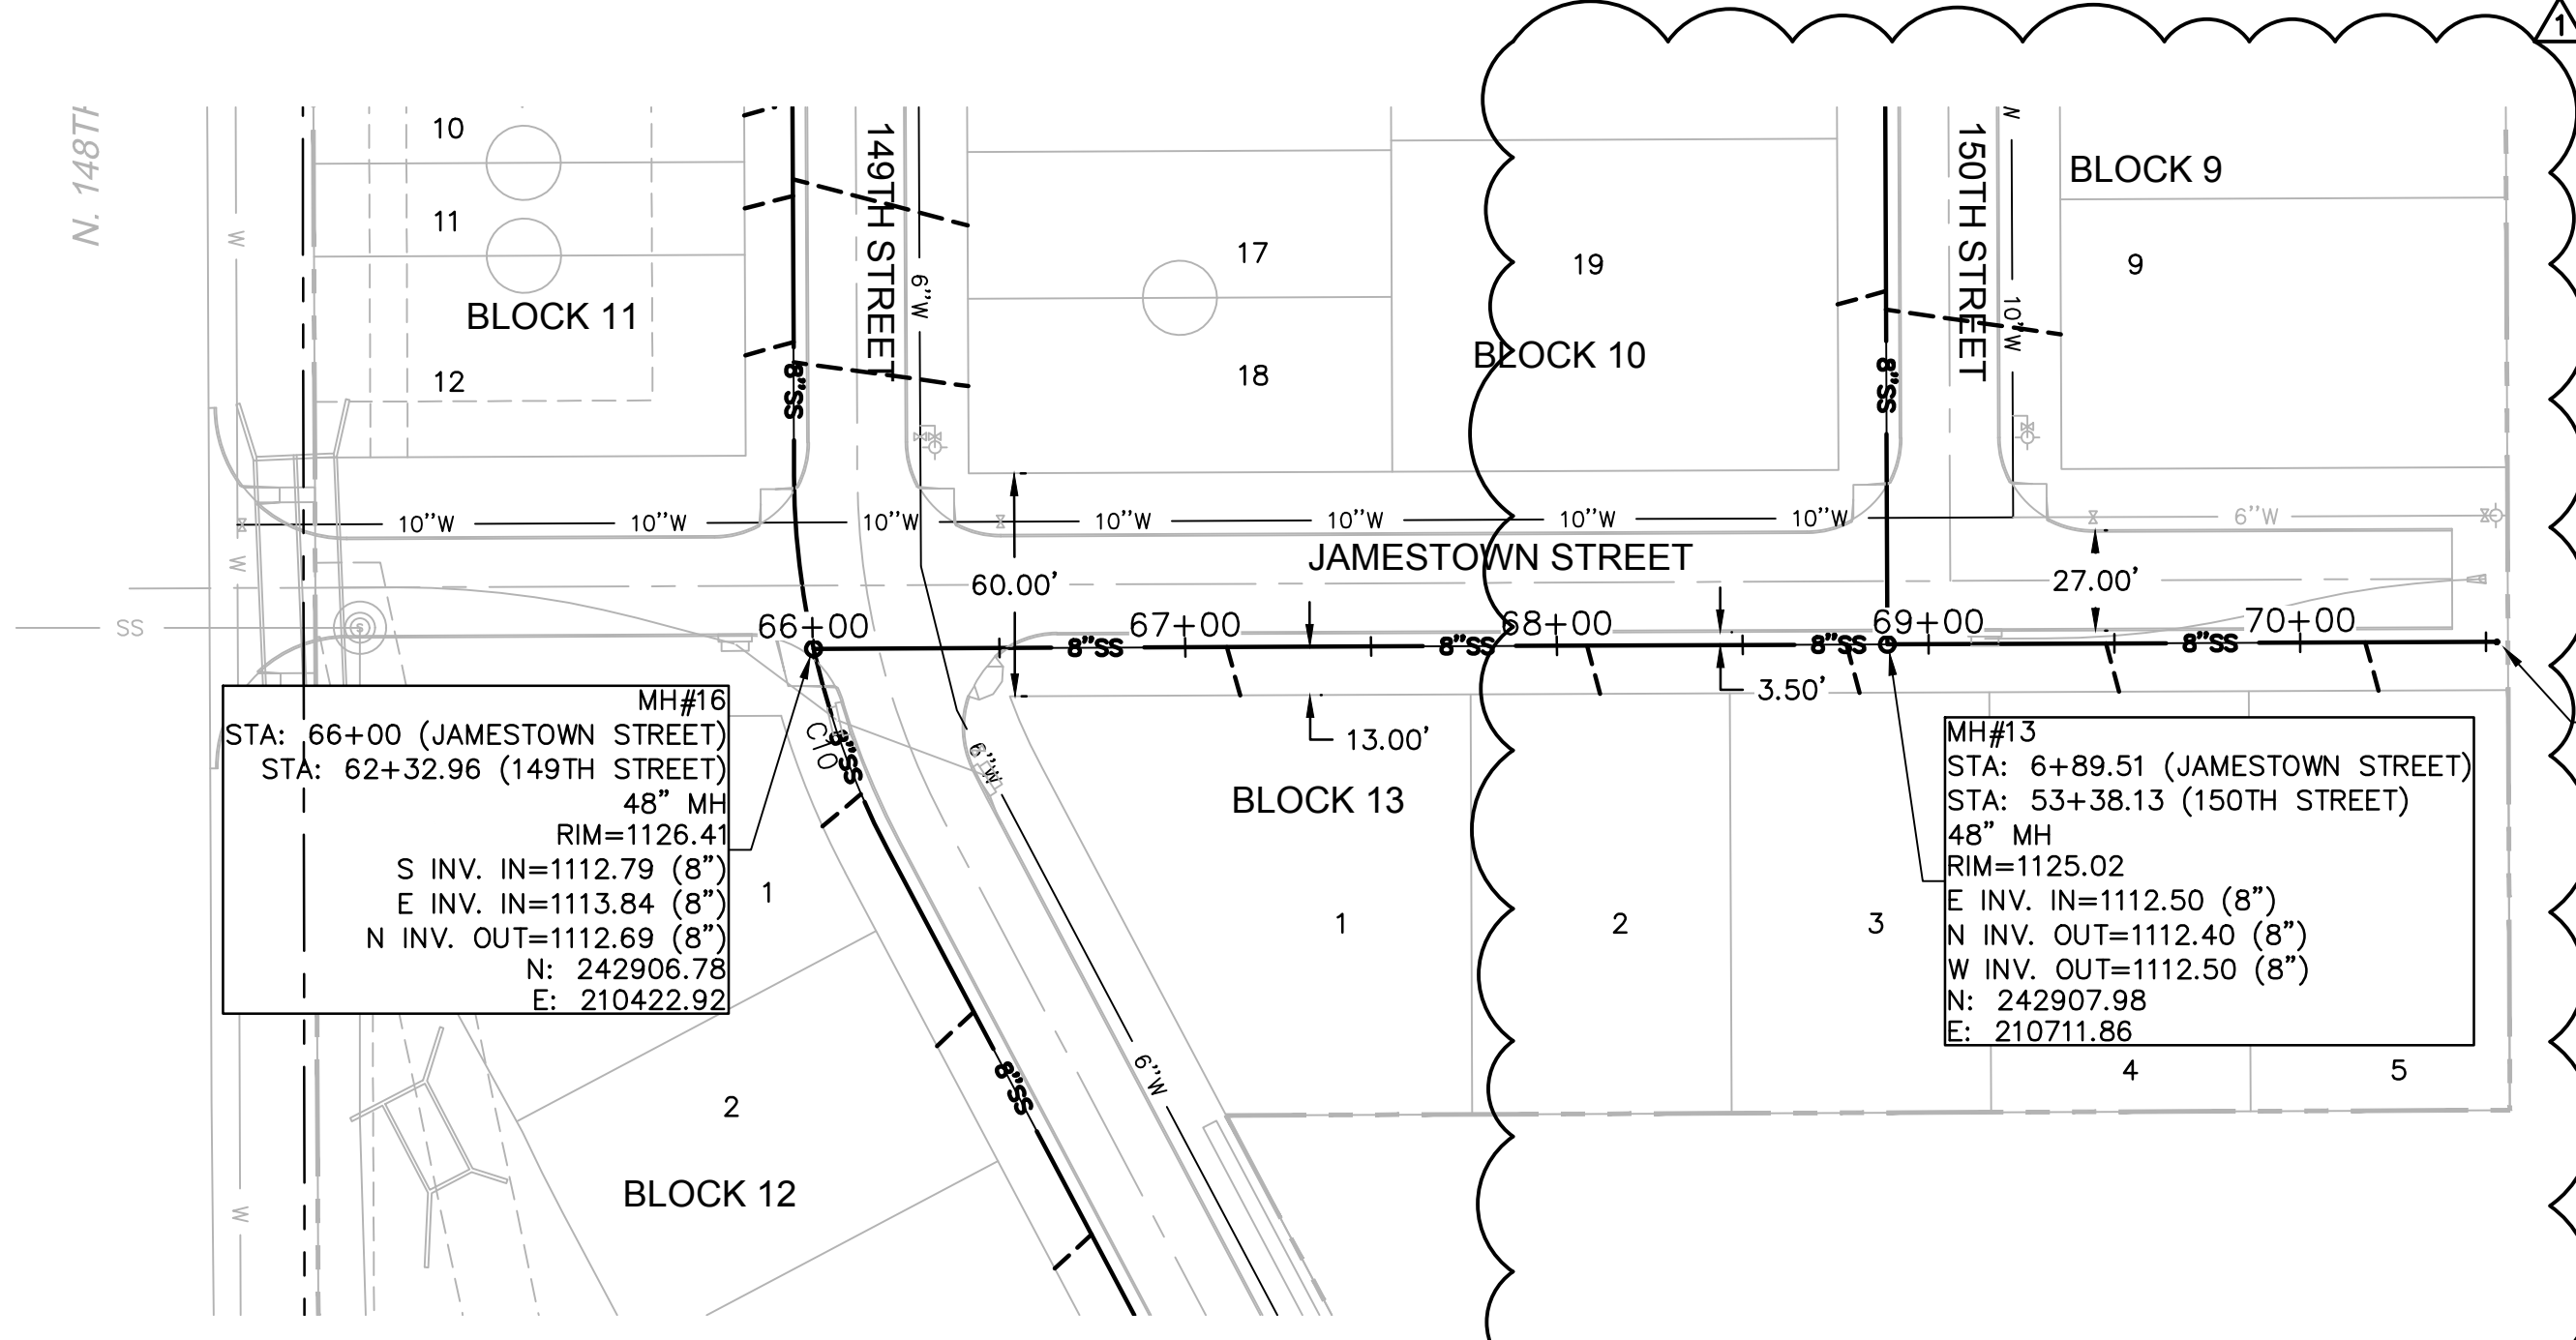 1
N. 148TH
10
11
BLOCK 11
12
149TH STREET
6"W
8"SS
17
18
19
BLOCK 10
150TH STREET
10"W
8"SS
BLOCK 9
9
W
W
W
W
10"W
10"W
10"W
10"W
10"W
10"W
10"W
6"W
JAMESTOWN STREET
60.00'
27.00'
SS
S
66+00
67+00
68+00
69+00
70+00
8"SS
8"SS
8"SS
8"SS
3.50'
13.00'
MH#16
STA: 66+00 (JAMESTOWN STREET)
STA: 62+32.96 (149TH STREET)
48" MH
RIM=1126.41
S INV. IN=1112.79 (8")
E INV. IN=1113.84 (8")
N INV. OUT=1112.69 (8")
N: 242906.78
E: 210422.92
C10
8"SS
6"W
BLOCK 13
MH#13
STA: 6+89.51 (JAMESTOWN STREET)
STA: 53+38.13 (150TH STREET)
48" MH
RIM=1125.02
E INV. IN=1112.50 (8")
N INV. OUT=1112.40 (8")
W INV. OUT=1112.50 (8")
N: 242907.98
E: 210711.86
1
1
2
3
4
5
8"SS
6"W
2
BLOCK 12
W